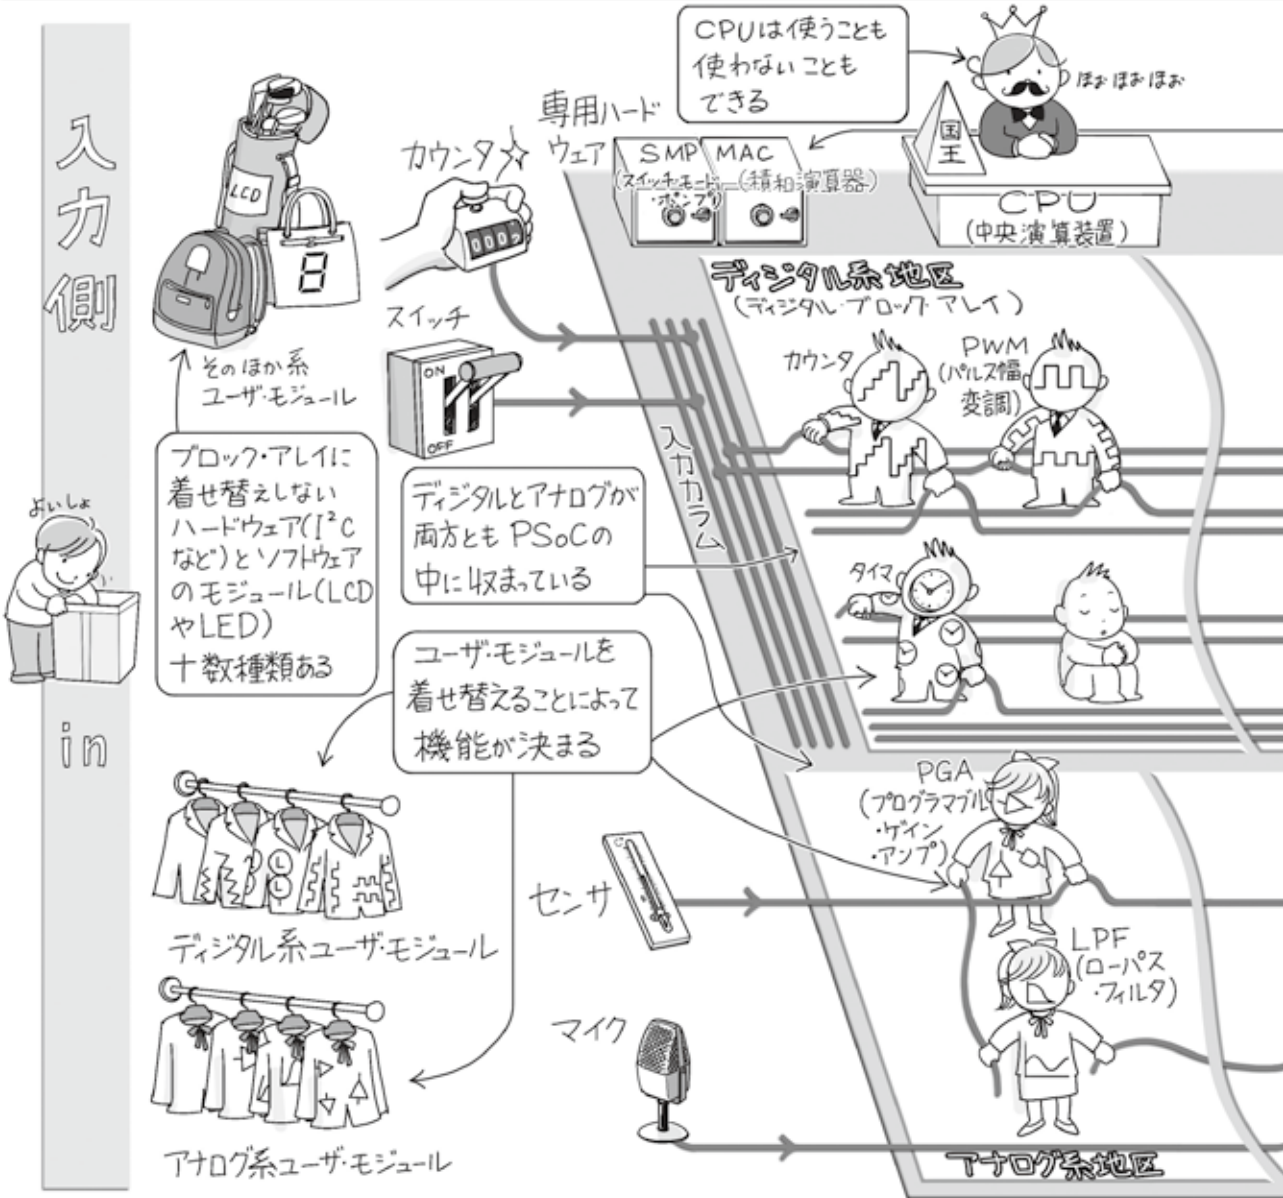 入力側
in
よいしょ
LCD
8
そのほか系
ユーザ・モジュール
ブロック・アレイに
着せ替えしない
ハードウェア(I²C
など)とソフトウェア
のモジュール(LCD
やLED)
十数種類ある
カウンタ
スイッチ
ON
OFF
ディジタルとアナログが
両方ともPSoCの
中に収まっている
ユーザ・モジュールを
着せ替えることによって
機能が決まる
ディジタル系ユーザ・モジュール
アナログ系ユーザ・モジュール
センサ
マイク
専用ハード
ウェア
SMP
(スイッチ・モード
・ポンプ)
MAC
(積和演算器)
CPUは使うことも
使わないことも
できる
ほぉほぉほぉ
国王
CPU
(中央演算装置)
入力カラム
ディジタル系地区
(ディジタル・ブロック・アレイ)
カウンタ
PWM
(パルス幅
変調)
タイマ
PGA
(プログラマブル
・ゲイン
・アンプ)
LPF
(ローパス
・フィルタ)
アナログ系地区